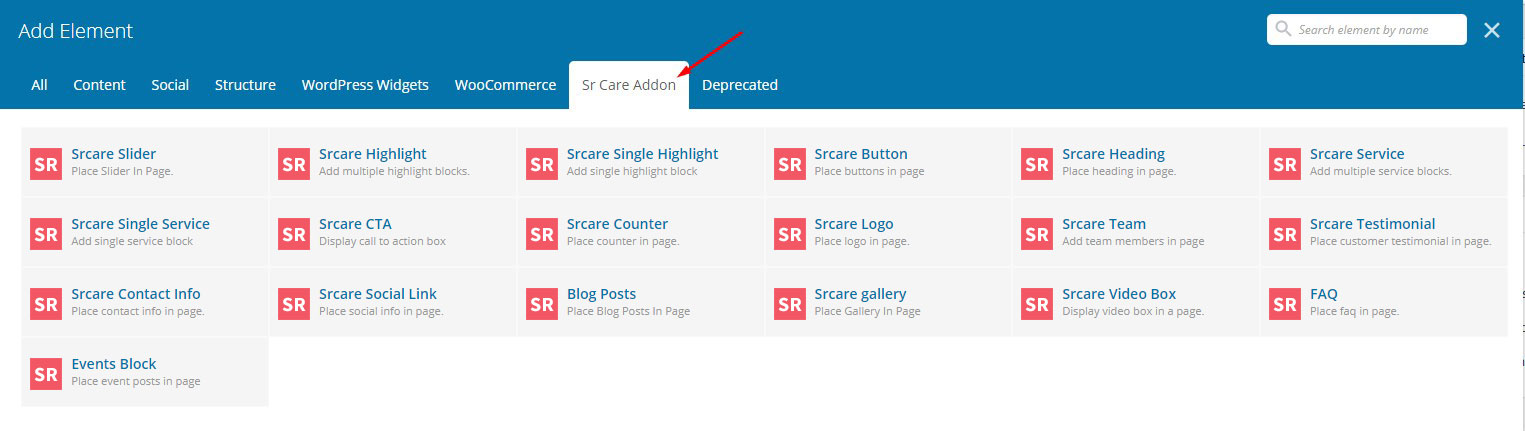 Add Element
Search element by name
All Content Social Structure WordPress Widgets WooCommerce Sr Care Addon Deprecated
SR Srcare Slider
Place Slider In Page.
SR Srcare Highlight
Add multiple highlight blocks.
SR Srcare Single Highlight
Add single highlight block
SR Srcare Button
Place buttons in page
SR Srcare Heading
Place heading in page.
SR Srcare Service
Add multiple service blocks.
SR Srcare Single Service
Add single service block
SR Srcare CTA
Display call to action box
SR Srcare Counter
Place counter in page.
SR Srcare Logo
Place logo in page.
SR Srcare Team
Add team members in page
SR Srcare Testimonial
Place customer testimonial in page.
SR Srcare Contact Info
Place contact info in page.
SR Srcare Social Link
Place social info in page.
SR Blog Posts
Place Blog Posts In Page
SR Srcare gallery
Place Gallery In Page
SR Srcare Video Box
Display video box in a page.
SR FAQ
Place faq in page.
SR Events Block
Place event posts in page